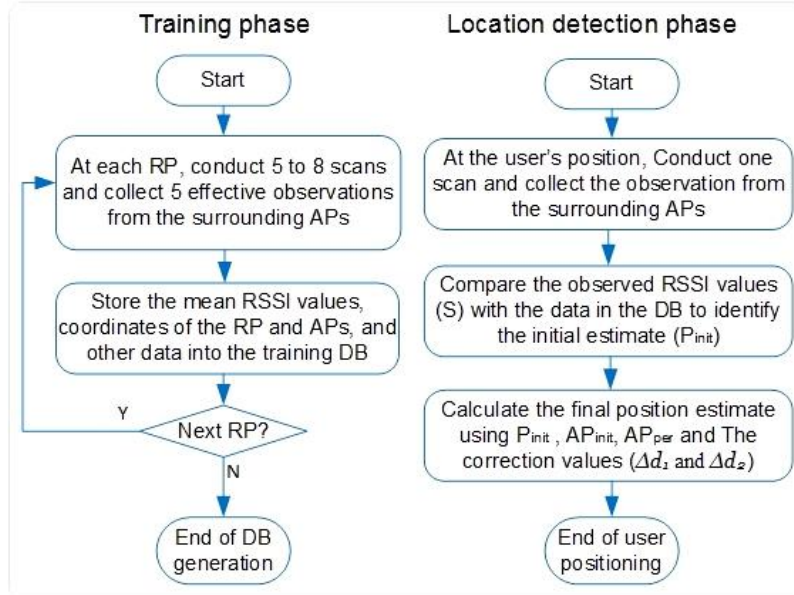 Training phase
Start
At each RP, conduct 5 to 8 scans
and collect 5 effective observations
from the surrounding APs
Store the mean RSSI values,
coordinates of the RP and APs, and
other data into the training DB
Y
Next RP?
N
End of DB
generation
Location detection phase
Start
At the user’s position, Conduct one
scan and collect the observation from
the surrounding APs
Compare the observed RSSI values
(S) with the data in the DB to identify
the initial estimate (Pinit)
Calculate the final position estimate
using Pinit , APinit, APper and The
correction values (Δd₁ and Δd₂)
End of user
positioning